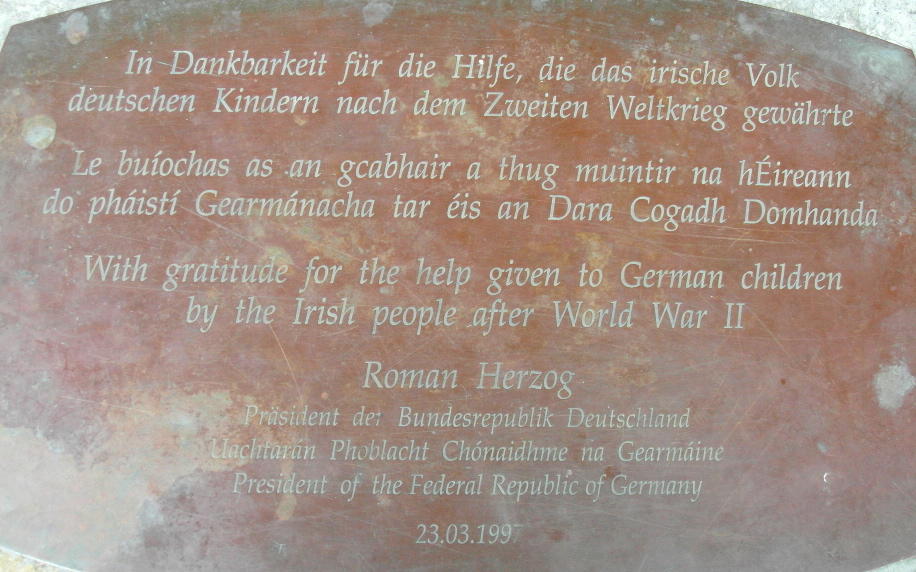 In Dankbarkeit für die Hilfe, die das irische Volk
deutschen Kindern nach dem Zweiten Weltkrieg gewährte
Le buíochas as an gcabhair a thug muintir na hÉireann
do pháistí Gearmánacha tar éis an Dara Cogadh Domhanda
With gratitude for the help given to German children
by the Irish people after World War II
Roman Herzog
Präsident der Bundesrepublik Deutschland
Uachtarán Phoblacht Chónaidhme na Gearmáine
President of the Federal Republic of Germany
23.03.1997